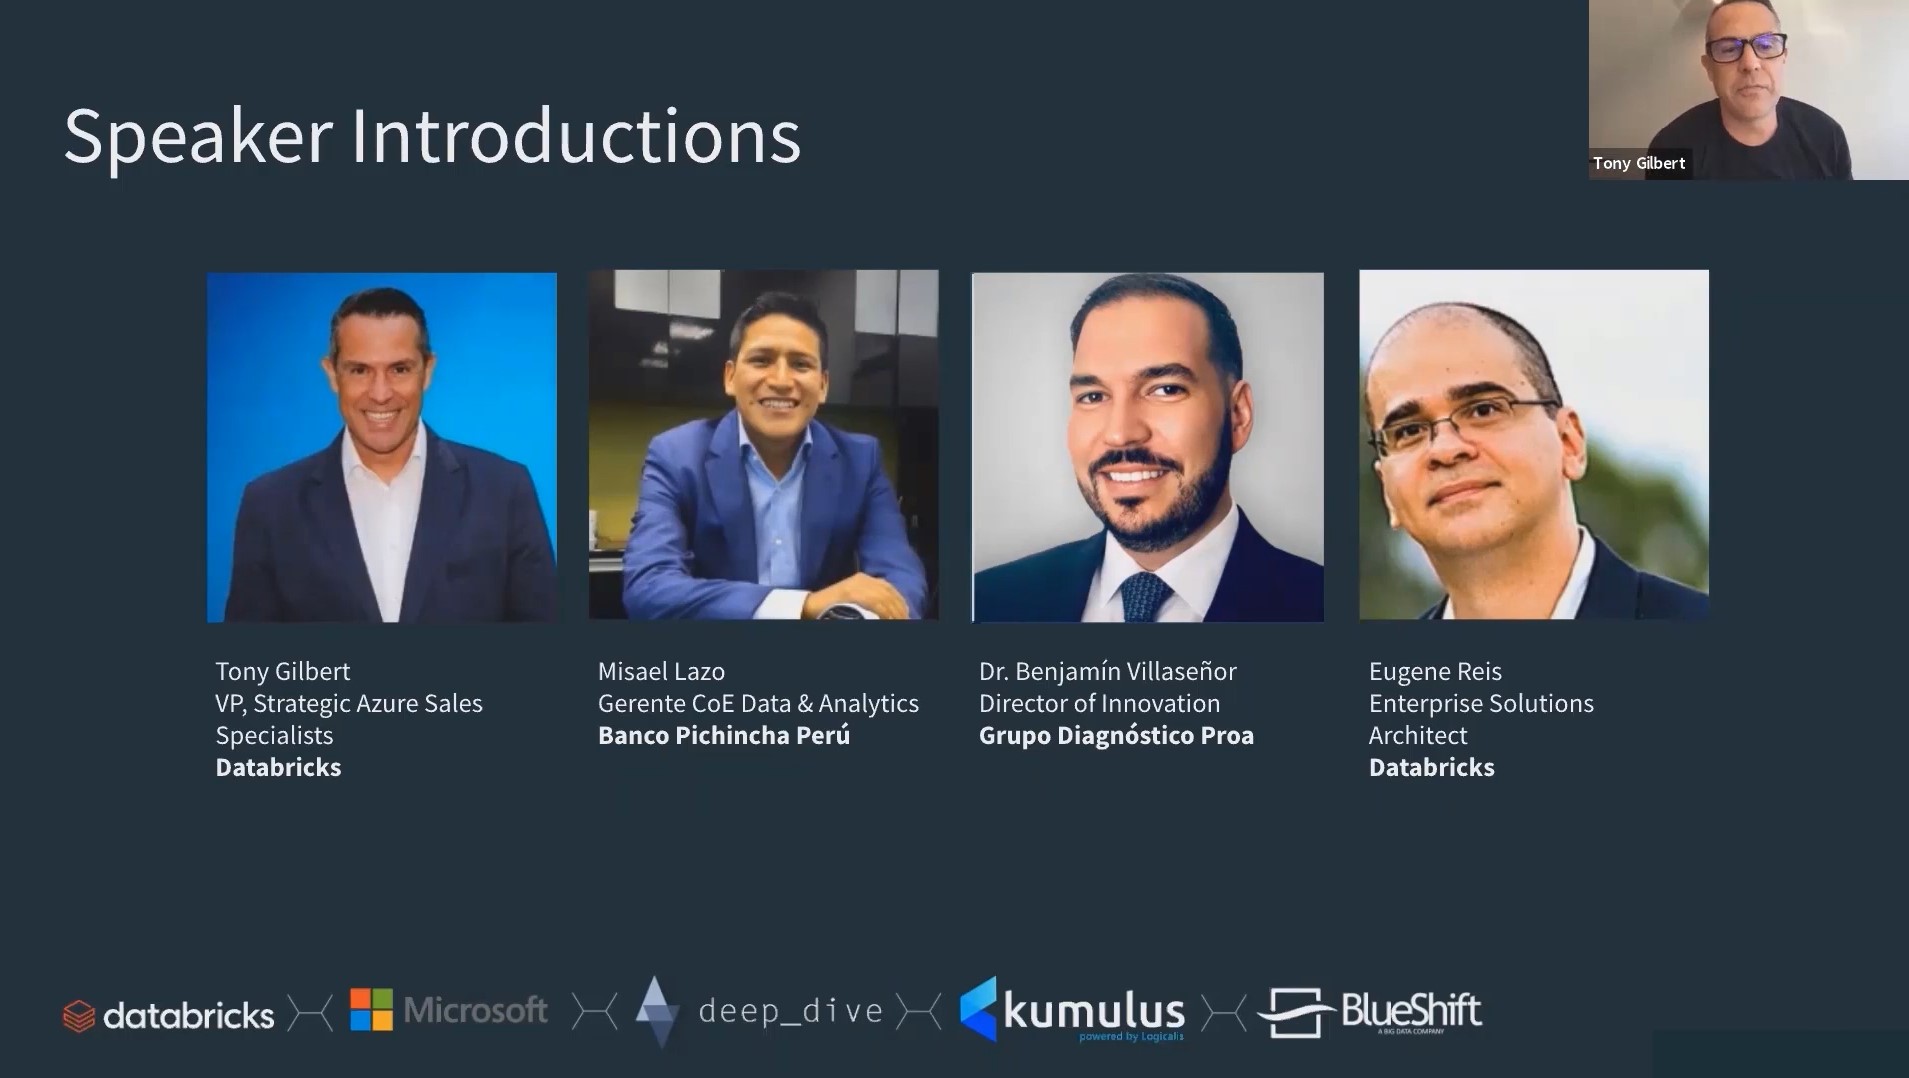 Speaker Introductions
Tony Gilbert
Tony Gilbert
VP, Strategic Azure Sales
Specialists
Databricks
Misael Lazo
Gerente CoE Data & Analytics
Banco Pichincha Perú
Dr. Benjamín Villaseñor
Director of Innovation
Grupo Diagnóstico Proa
Eugene Reis
Enterprise Solutions
Architect
Databricks
databricks
Microsoft
deep_dive
kumulus
powered by Logicalis
BlueShift
A BIG DATA COMPANY